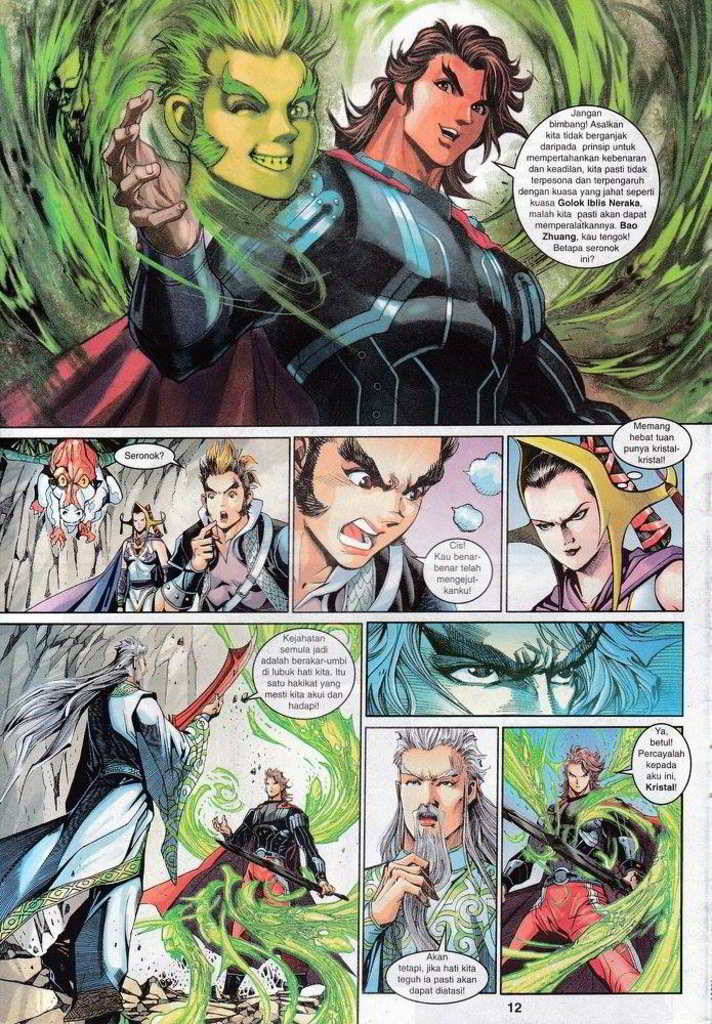 Jangan
bimbang! Asalkan
kita tidak berganjak
daripada prinsip untuk
mempertahankan kebenaran
dan keadilan, kita pasti tidak
terpesona dan terpengaruh
dengan kuasa yang jahat seperti
kuasa Golok Iblis Neraka,
malah kita pasti akan dapat
memperalatkannya. Bao
Zhuang, kau tengok!
Betapa seronok
ini?
Seronok?
Cis!
Kau benar-
benar telah
mengejut-
kanku!
Memang
hebat tuan
punya kristal-
kristal!
Kejahatan
semula jadi
adalah berakar-umbi
di lubuk hati kita. Itu
satu hakikat yang
mesti kita akui dan
hadapi!
Akan
tetapi, jika hati kita
teguh ia pasti akan
dapat diatasi!
Ya,
betul!
Percayalah
kepada
aku ini,
Kristal!
12